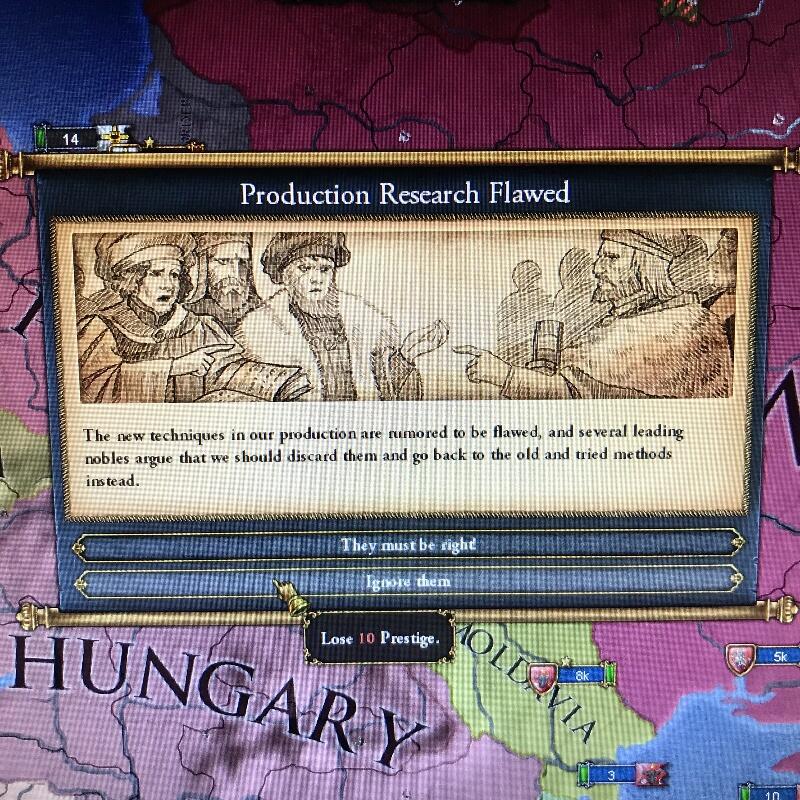 14
Production Research Flawed
The new techniques in our production are rumored to be flawed, and several leading
nobles argue that we should discard them and go back to the old and tried methods
instead.
They must be right!
Ignore them
Lose 10 Prestige.
HUNGARY
MOLDAVIA
8k
5k
3
10